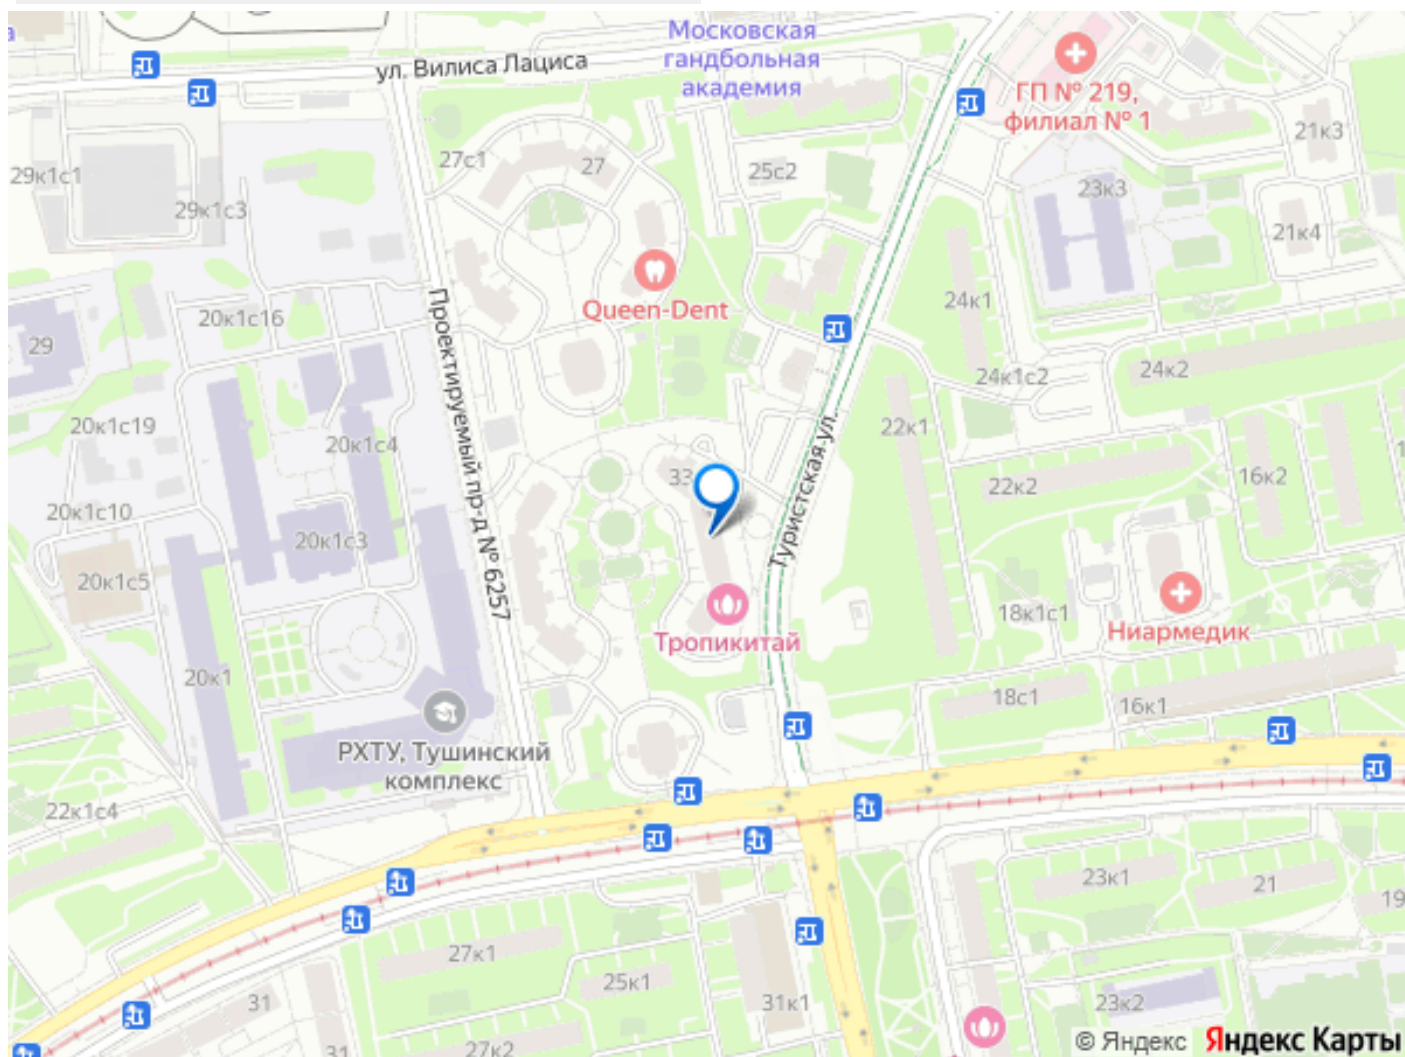 а
Московская
гандбольная
академия
ул. Вилиса Лациса
ГП № 219,
филиал № 1
21к3
27с1
27
25с2
29к1с1
23к3
29к1с3
21к4
Queen-Dent
24к1
20к1с16
29
Проектируемый пр-д № 6257
24к1с2
24к2
20к1с19
20к1с4
22к1
Туристская ул.
33
16к2
1
22к2
20к1с10
20к1с3
20к1с5
18к1с1
Ниармедик
Тропикитай
20к1
18с1
16к1
РХТУ, Тушинский
комплекс
22к1с4
23к1
21
19
27к1
25к1
31
31к1
23к2
31
27к2
© Яндекс Яндекс Карты